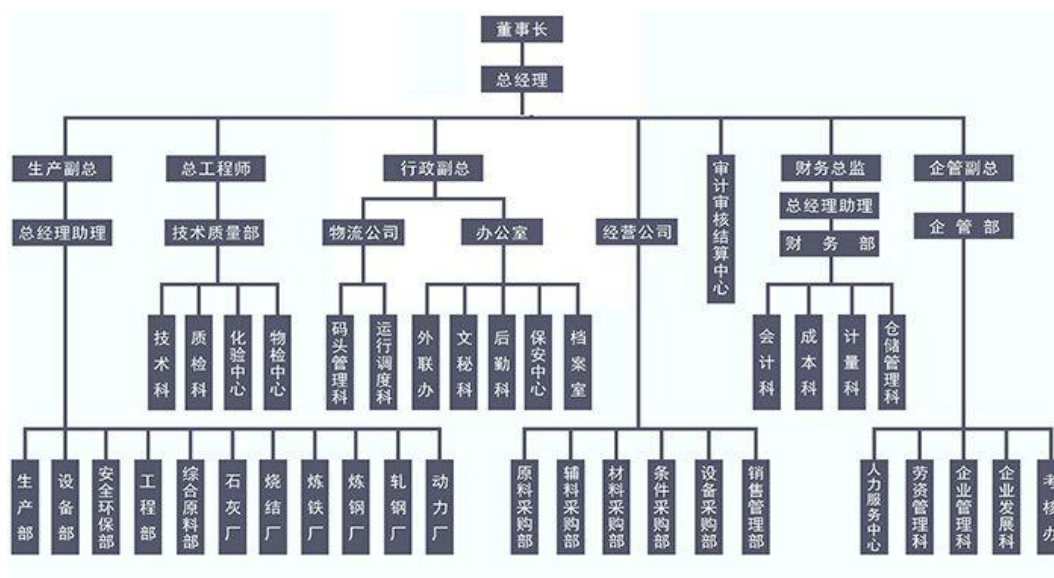 董事长
总经理
生产副总
总工程师
行政副总
审计审核结算中心
财务总监
企管副总
总经理助理
技术质量部
物流公司
办公室
经营公司
总经理助理
财务部
企管部
技术科
质检科
化验中心
物检中心
码头管理科
运行调度科
外联办
文秘科
后勤科
保安中心
档案室
会计科
成本科
计量科
仓储管理科
生产部
设备部
安全环保部
工程部
综合原料部
石灰厂
烧结厂
炼铁厂
炼钢厂
轧钢厂
动力厂
原料采购部
辅料采购部
材料采购部
条件采购部
设备采购部
销售管理部
人力服务中心
劳资管理科
企业管理科
企业发展科
考核办